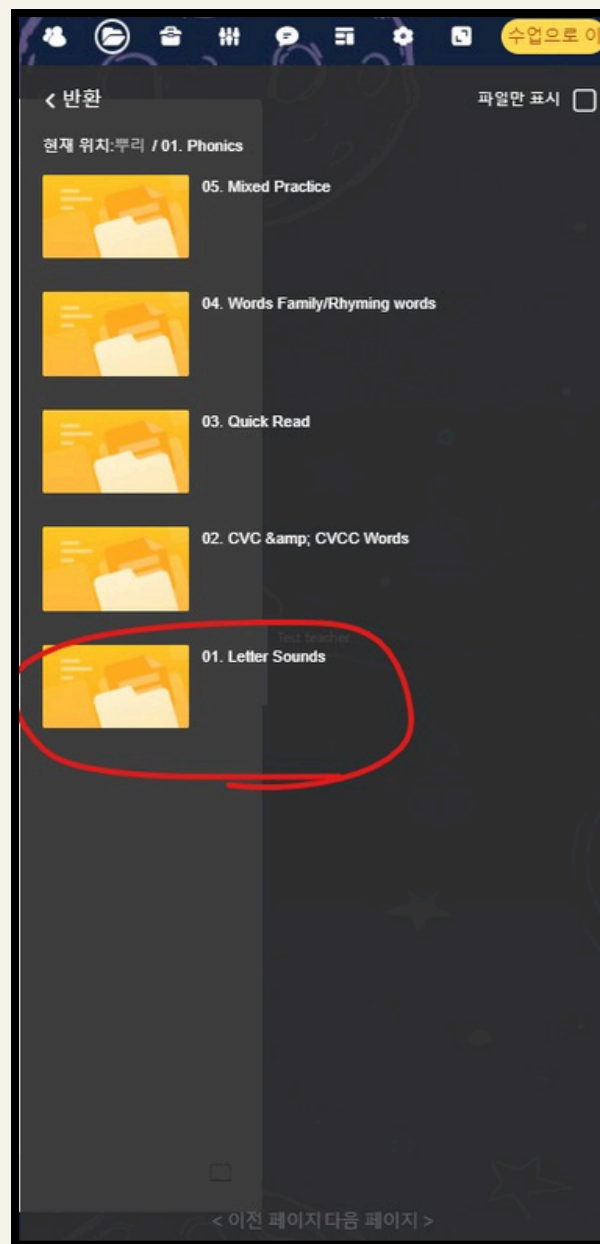 수업으로 이
< 반환
파일만 표시
현재 위치:뿌리 / 01. Phonics
05. Mixed Practice
04. Words Family/Rhyming words
03. Quick Read
02. CVC &amp; CVCC Words
Test teacher
01. Letter Sounds
< 이전 페이지 다음 페이지 >